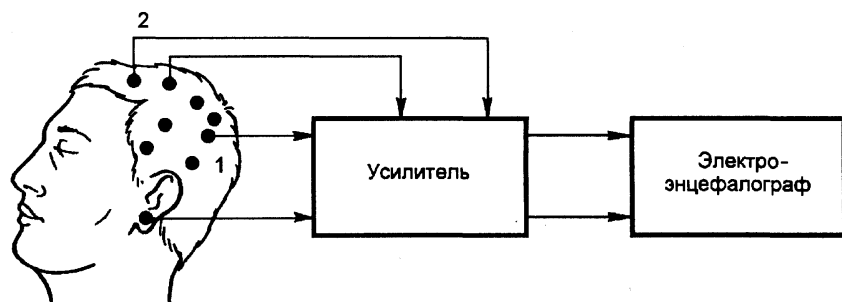 2
1
Усилитель
Электро-
энцефалограф